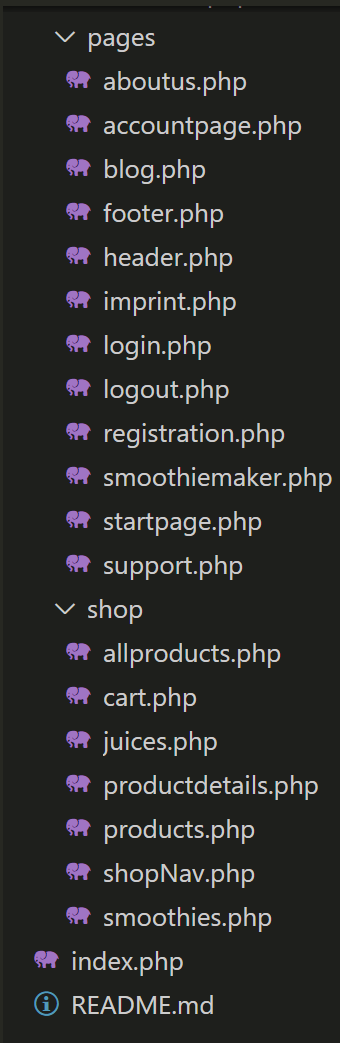 pages
aboutus.php
accountpage.php
blog.php
footer.php
header.php
imprint.php
login.php
logout.php
registration.php
smoothiemaker.php
startpage.php
support.php
shop
allproducts.php
cart.php
juices.php
productdetails.php
products.php
shopNav.php
smoothies.php
index.php
README.md